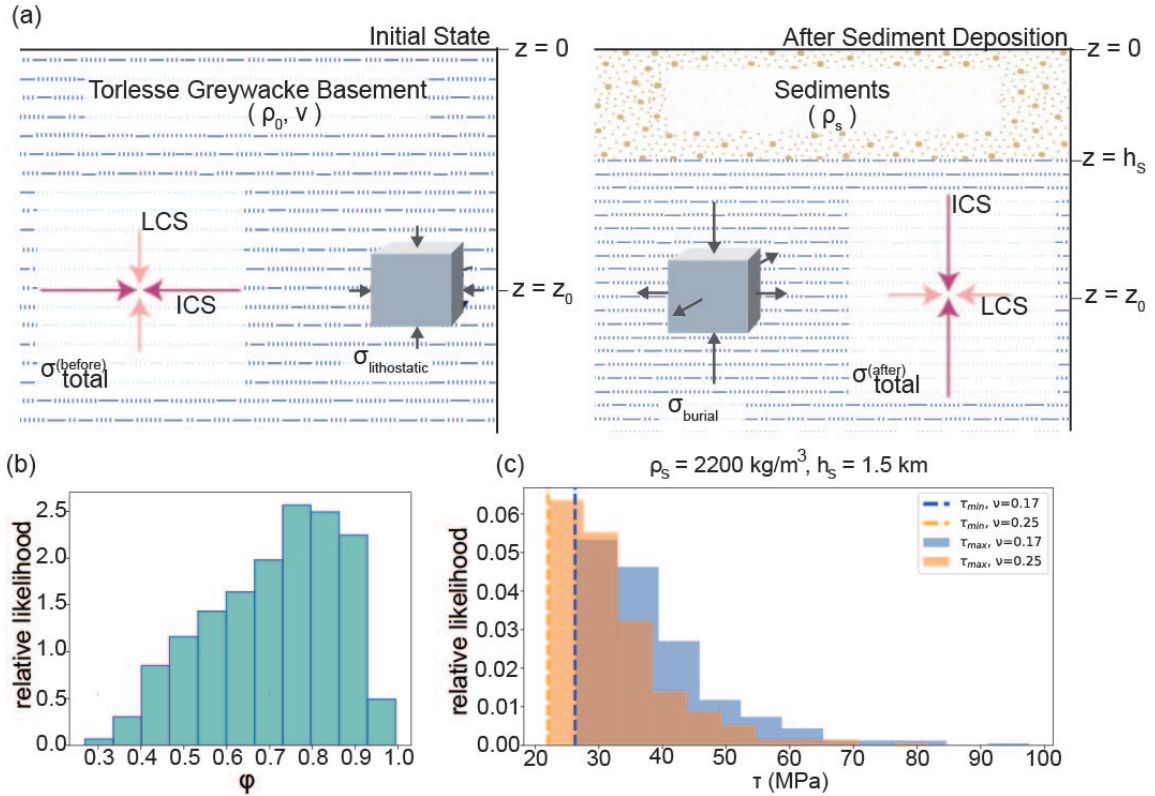 (a)
Initial State
z = 0
Torlesse Greywacke Basement
( ρ₀, ν )
LCS
ICS
z = z₀
σ(before)
total
σlithostatic
After Sediment Deposition
z = 0
Sediments
( ρs )
z = hS
ICS
z = z₀
LCS
σburial
σ(after)
total
(b)
relative likelihood
2.5
2.0
1.5
1.0
0.5
0.0
0.3 0.4 0.5 0.6 0.7 0.8 0.9 1.0
φ
(c)
ρS = 2200 kg/m³, hS = 1.5 km
relative likelihood
0.06
0.05
0.04
0.03
0.02
0.01
0.00
τmin, ν=0.17
τmin, ν=0.25
τmax, ν=0.17
τmax, ν=0.25
20 30 40 50 60 70 80 90 100
τ (MPa)